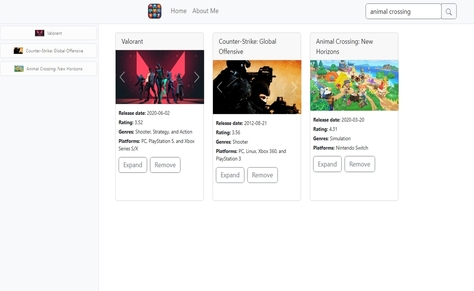 Home
About Me
animal crossing
Valorant
Counter-Strike: Global Offensive
Animal Crossing: New Horizons
Valorant
Release date: 2020-06-02
Rating: 3.52
Genres: Shooter, Strategy, and Action
Platforms: PC, PlayStation 5, and Xbox
Series S/X
Expand
Remove
Counter-Strike: Global
Offensive
Release date: 2012-08-21
Rating: 3.56
Genres: Shooter
Platforms: PC, Linux, Xbox 360, and
PlayStation 3
Expand
Remove
Animal Crossing: New
Horizons
Release date: 2020-03-20
Rating: 4.31
Genres: Simulation
Platforms: Nintendo Switch
Expand
Remove